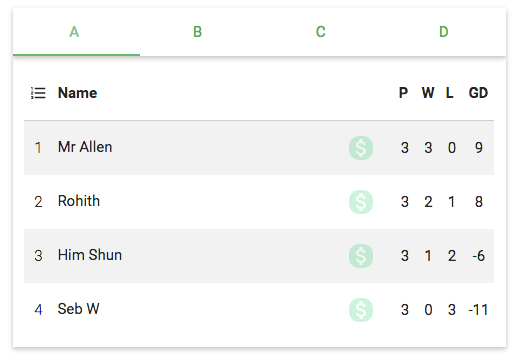 A B C D
Name P W L GD
1 Mr Allen $ 3 3 0 9
2 Rohith $ 3 2 1 8
3 Him Shun $ 3 1 2 -6
4 Seb W $ 3 0 3 -11